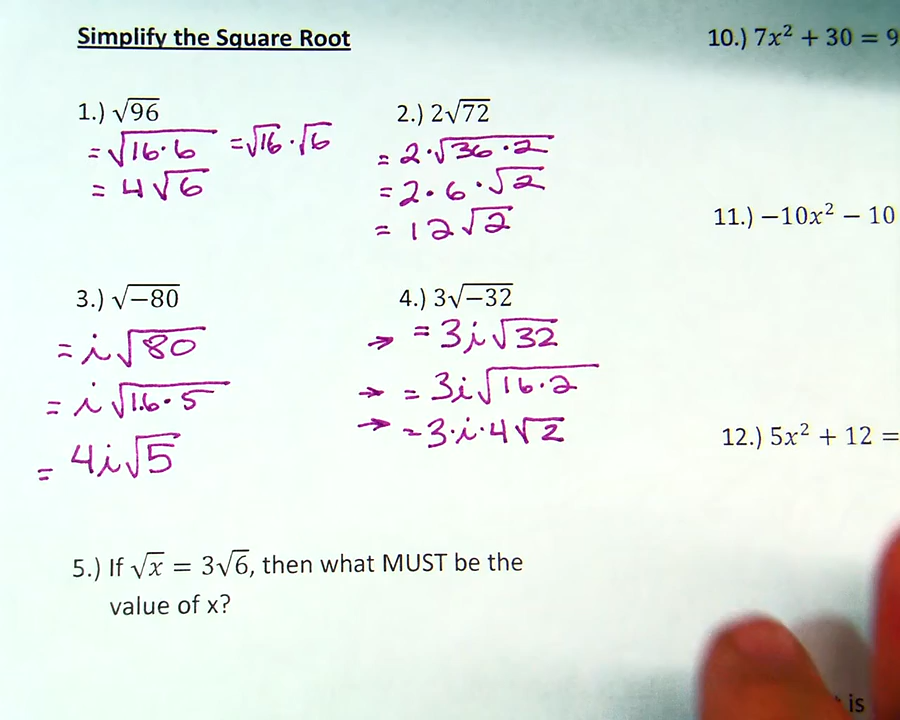 Simplify the Square Root
1.) √96
= √16·6 = √16 · √6
= 4√6
2.) 2√72
= 2·√36·2
= 2·6·√2
= 12√2
3.) √−80
= i√80
= i√16·5
= 4i√5
4.) 3√−32
→ = 3i√32
→ = 3i√16·2
→ = 3·i·4√2
5.) If √x = 3√6, then what MUST be the
value of x?
10.) 7x² + 30 = 9
11.) −10x² − 10
12.) 5x² + 12 =
is